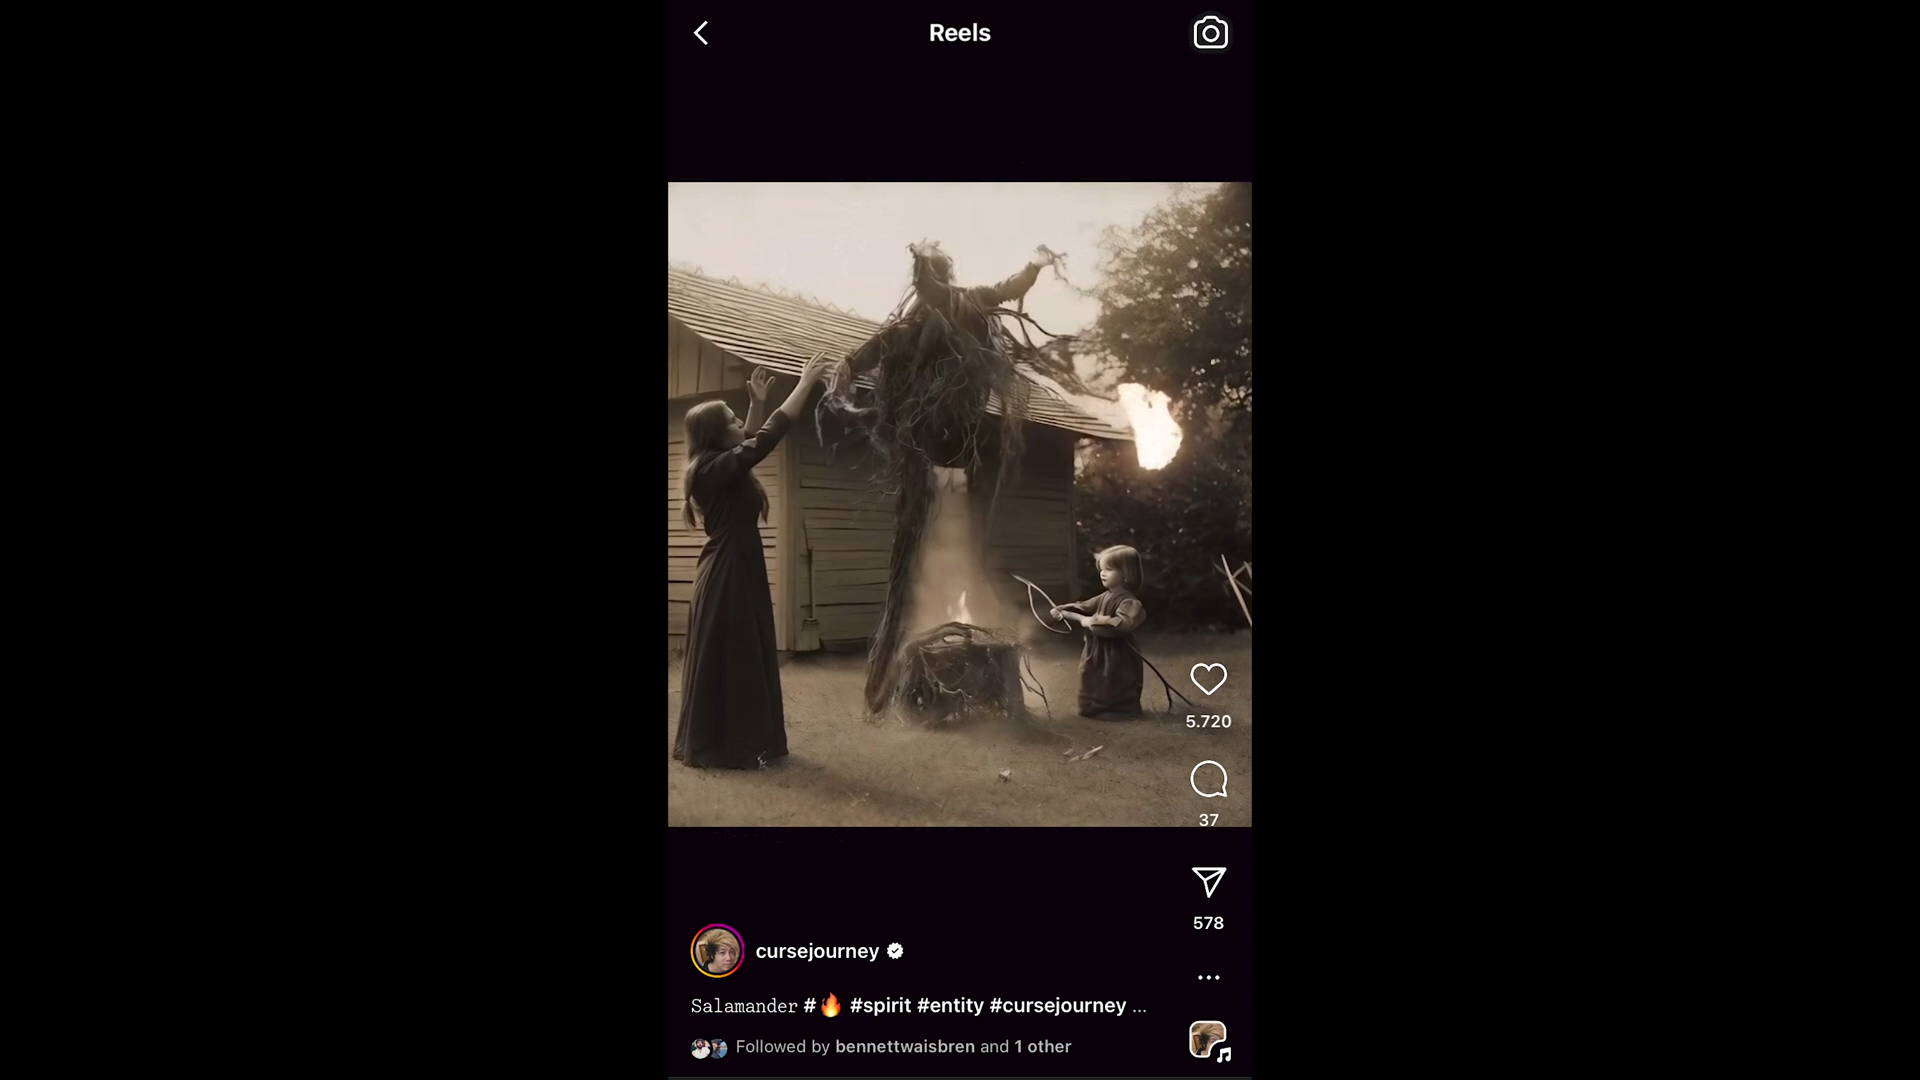 Reels
5.720
37
578
cursejourney
Salamander #🔥 #spirit #entity #cursejourney ...
Followed by bennettwaisbren and 1 other